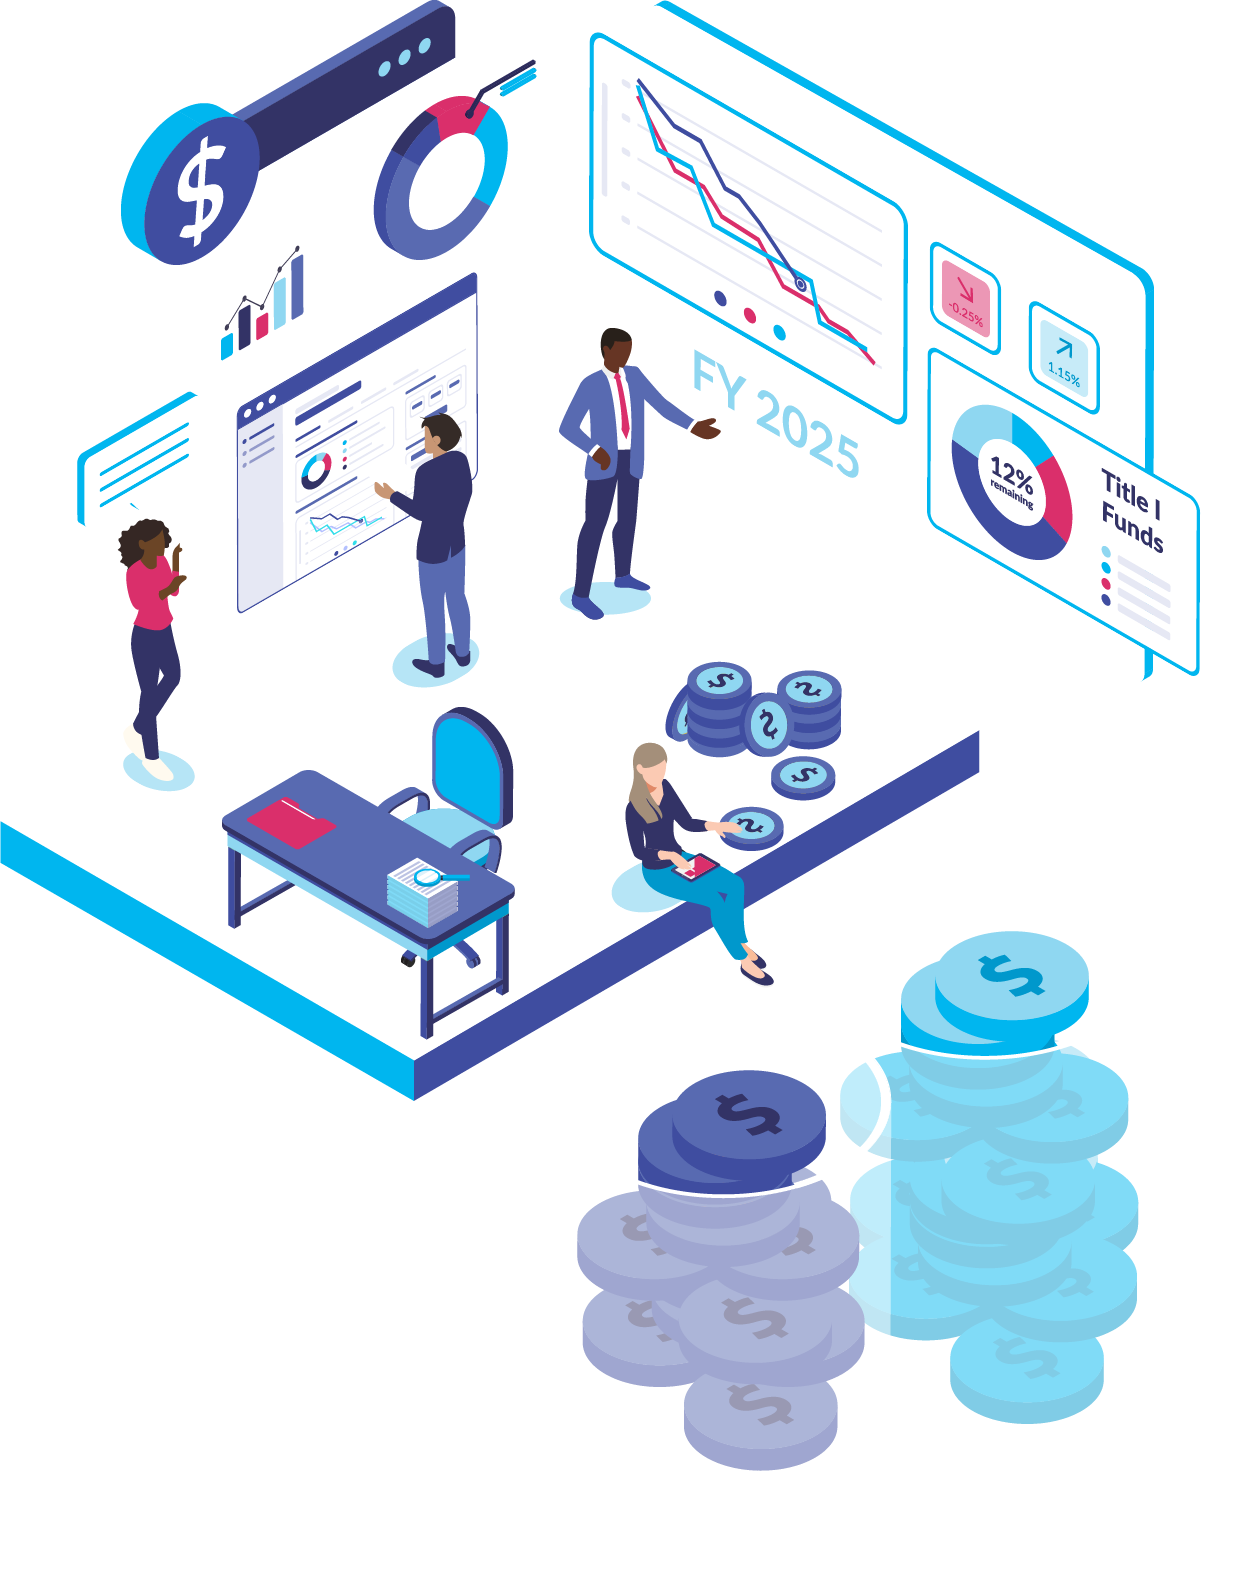 $
-0.25%
1.15%
FY 2025
12%
remaining
Title I
Funds
$
$
$
$
$
$
$